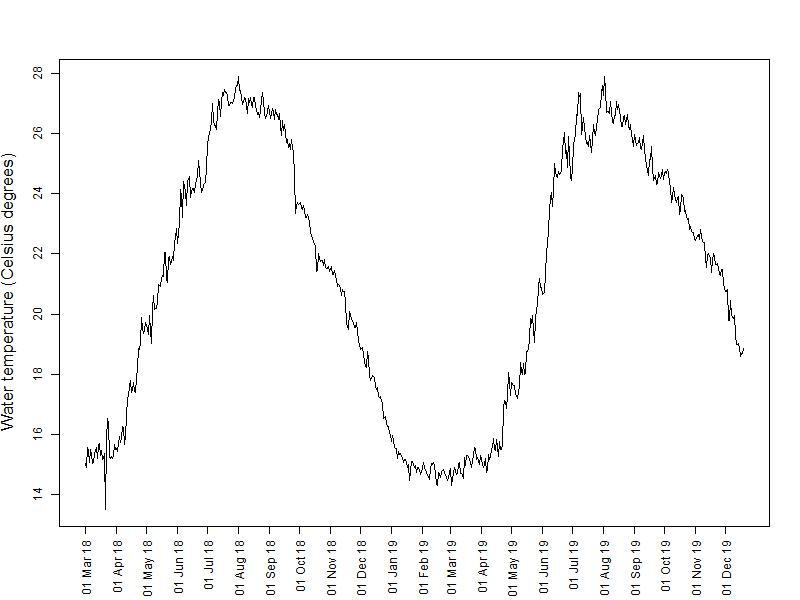 Water temperature (Celsius degrees)
28
26
24
22
20
18
16
14
01 Mar 18
01 Apr 18
01 May 18
01 Jun 18
01 Jul 18
01 Aug 18
01 Sep 18
01 Oct 18
01 Nov 18
01 Dec 18
01 Jan 19
01 Feb 19
01 Mar 19
01 Apr 19
01 May 19
01 Jun 19
01 Jul 19
01 Aug 19
01 Sep 19
01 Oct 19
01 Nov 19
01 Dec 19